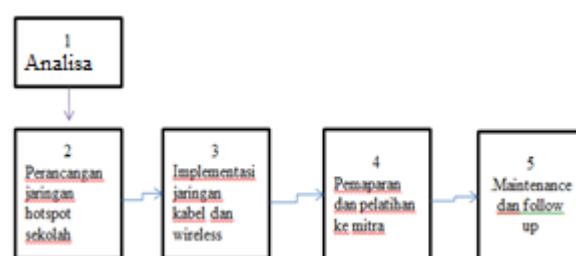 1
Analisa
2
Perancangan
jaringan
hotspot
sekolah
3
Implementasi
jaringan
kabel dan
wireless
4
Pemaparan
dan pelatihan
ke mitra
5
Maintenance
dan follow
up